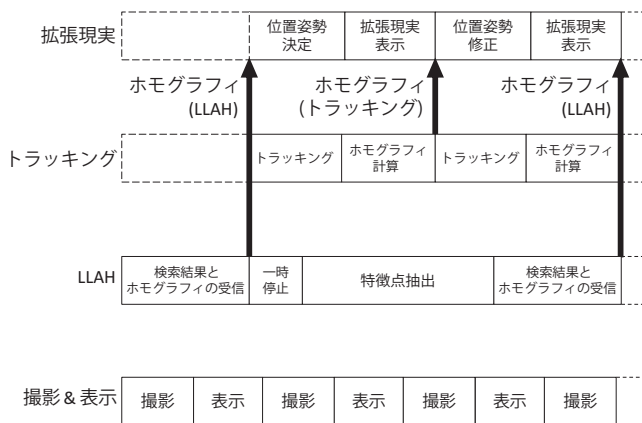 拡張現実
位置姿勢
決定
拡張現実
表示
位置姿勢
修正
拡張現実
表示
ホモグラフィ
(LLAH)
ホモグラフィ
(トラッキング)
ホモグラフィ
(LLAH)
トラッキング
トラッキング
ホモグラフィ
計算
トラッキング
ホモグラフィ
計算
LLAH
検索結果と
ホモグラフィの受信
一時
停止
特徴点抽出
検索結果と
ホモグラフィの受信
撮影 & 表示
撮影
表示
撮影
表示
撮影
表示
撮影